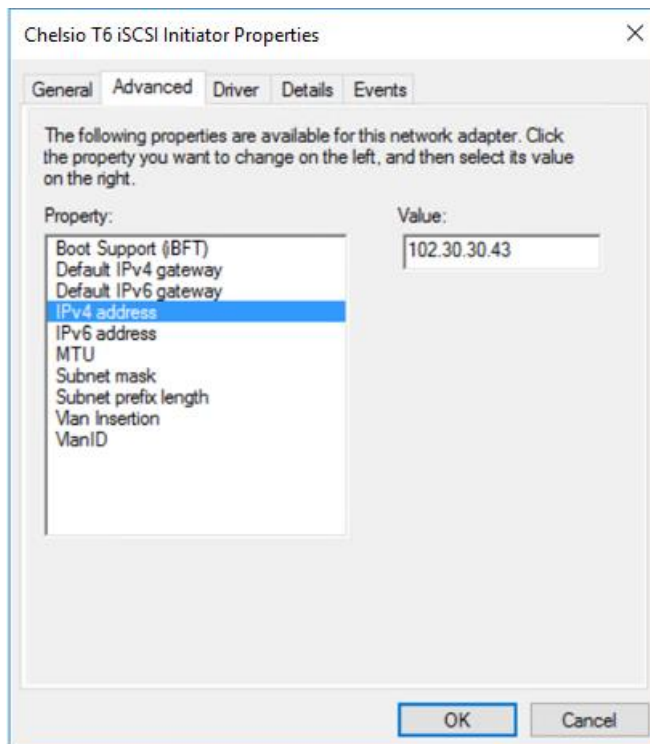 Chelsio T6 iSCSI Initiator Properties
General Advanced Driver Details Events
The following properties are available for this network adapter. Click
the property you want to change on the left, and then select its value
on the right.
Property:
Value:
Boot Support (iBFT)
102.30.30.43
Default IPv4 gateway
Default IPv6 gateway
IPv4 address
IPv6 address
MTU
Subnet mask
Subnet prefix length
Vlan Insertion
VlanID
OK
Cancel